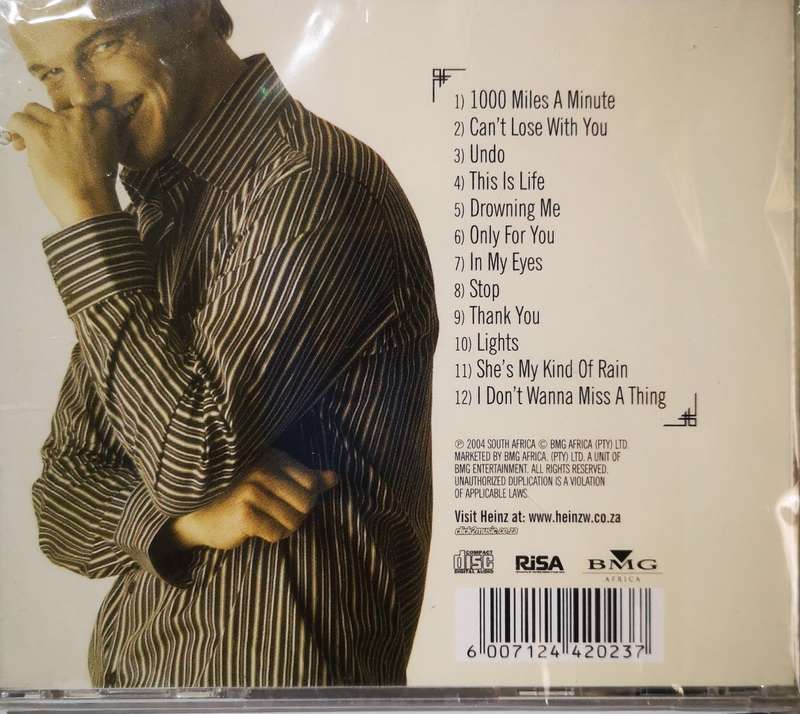 1) 1000 Miles A Minute
2) Can't Lose With You
3) Undo
4) This Is Life
5) Drowning Me
6) Only For You
7) In My Eyes
8) Stop
9) Thank You
10) Lights
11) She's My Kind Of Rain
12) I Don't Wanna Miss A Thing
℗ 2004 SOUTH AFRICA © BMG AFRICA (PTY) LTD.
MARKETED BY BMG AFRICA. (PTY) LTD. A UNIT OF
BMG ENTERTAINMENT. ALL RIGHTS RESERVED.
UNAUTHORIZED DUPLICATION IS A VIOLATION
OF APPLICABLE LAWS.
Visit Heinz at: www.heinzw.co.za
click2music.co.za
COMPACT
disc
DIGITAL AUDIO
RiSA
BMG
AFRICA
6 007124 420237